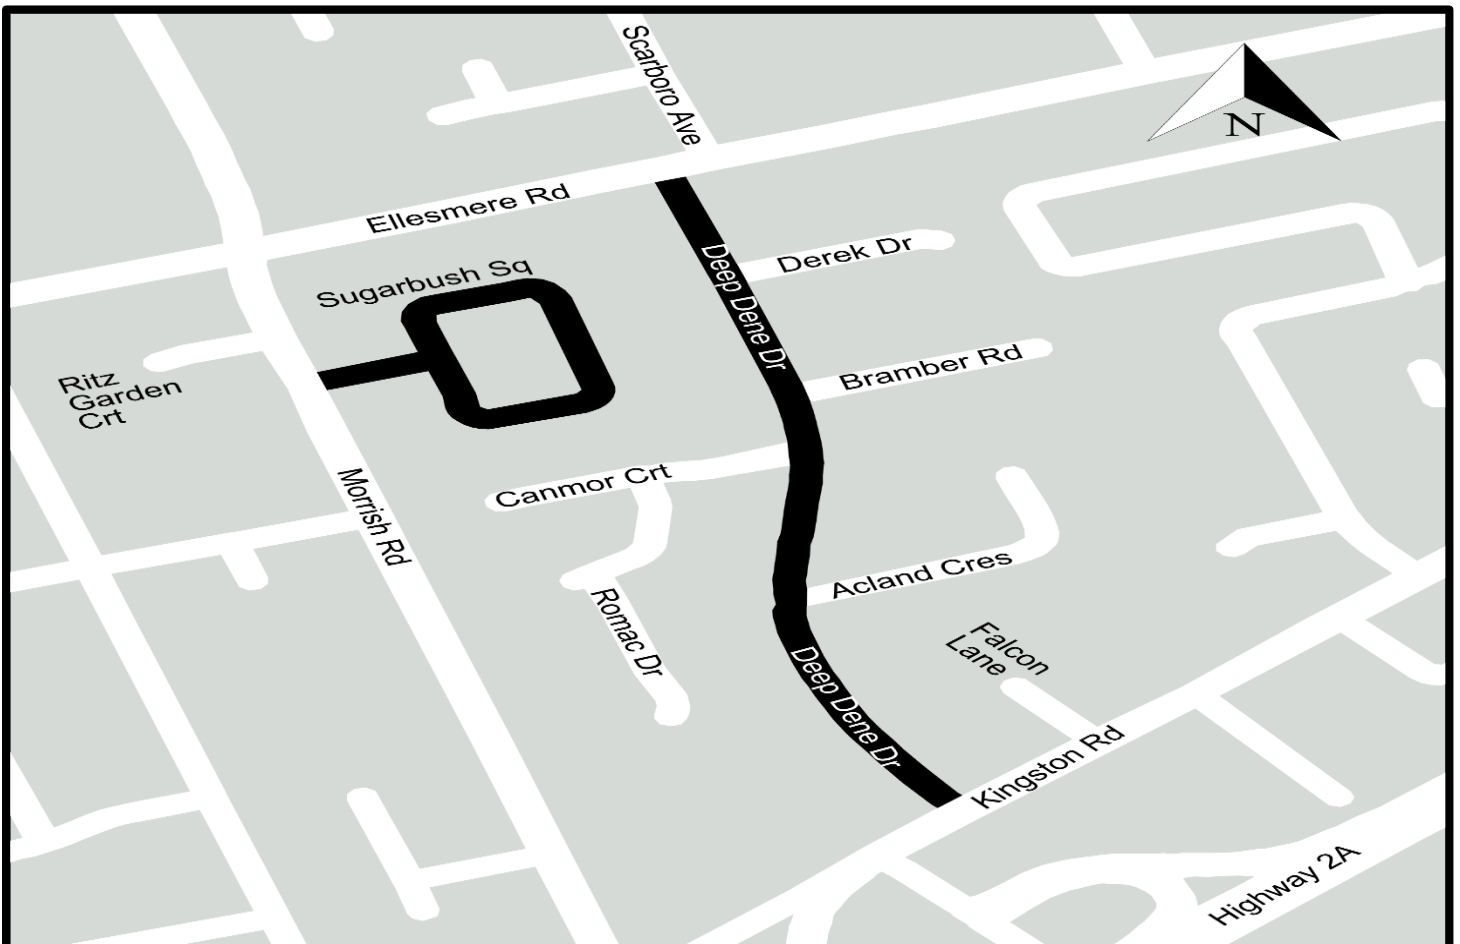 Scarboro Ave
N
Ellesmere Rd
Deep Dene Dr
Derek Dr
Sugarbush Sq
Bramber Rd
Ritz
Garden
Crt
Canmor Crt
Morrish Rd
Acland Cres
Romac Dr
Falcon
Lane
Deep Dene Dr
Kingston Rd
Highway 2A